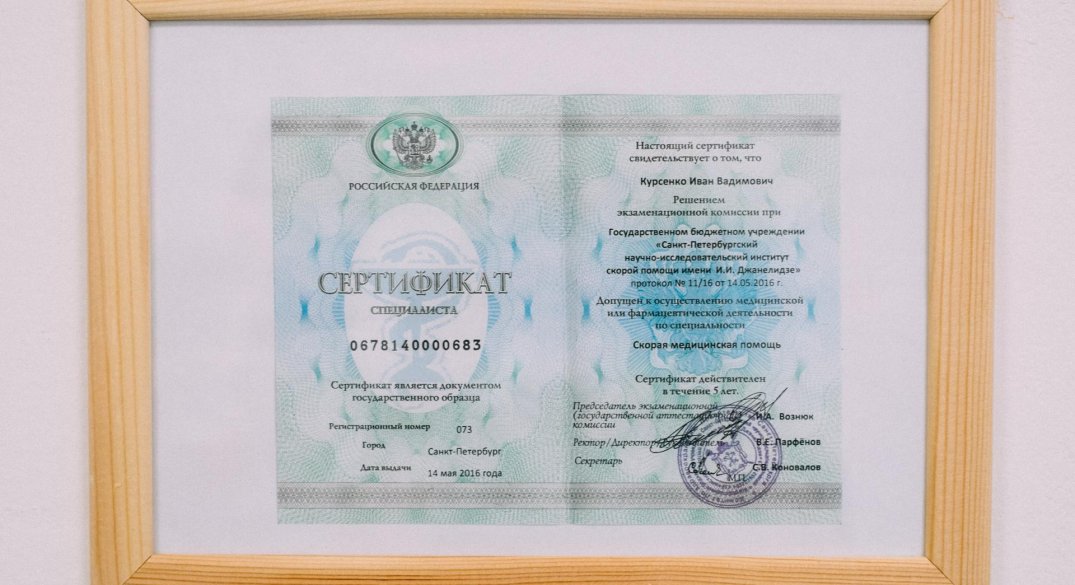 РОССИЙСКАЯ ФЕДЕРАЦИЯ
СЕРТИФИКАТ
СПЕЦИАЛИСТА
0678140000683
Сертификат является документом
государственного образца
Регистрационный номер 073
Город Санкт-Петербург
Дата выдачи 14 мая 2016 года
Настоящий сертификат
свидетельствует о том, что
Курсенко Иван Вадимович
Решением
экзаменационной комиссии при
Государственном бюджетном учреждении
«Санкт-Петербургский
научно-исследовательский институт
скорой помощи имени И.И. Джанелидзе»
протокол № 11/16 от 14.05.2016 г.
Допущен к осуществлению медицинской
или фармацевтической деятельности
по специальности
Скорая медицинская помощь
Сертификат действителен
в течение 5 лет.
Председатель экзаменационной
(государственной аттестационной) И.А. Вознюк
комиссии
Ректор/Директор/ В.Е. Парфёнов
Секретарь С.В. Коновалов
М.П.